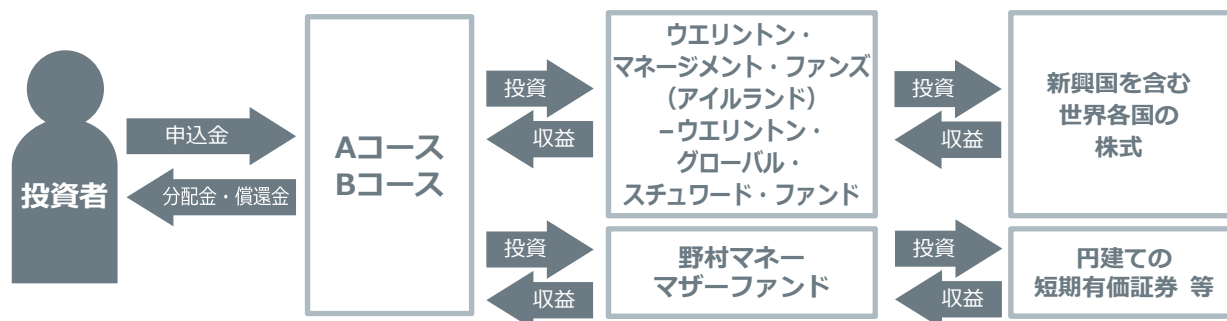 投資者
申込金
分配金・償還金
Aコース
Bコース
投資
収益
ウエリントン・
マネージメント・ファンズ
（アイルランド）
-ウエリントン・
グローバル・
スチュワード・ファンド
投資
収益
新興国を含む
世界各国の
株式
投資
収益
野村マネー
マザーファンド
投資
収益
円建ての
短期有価証券 等